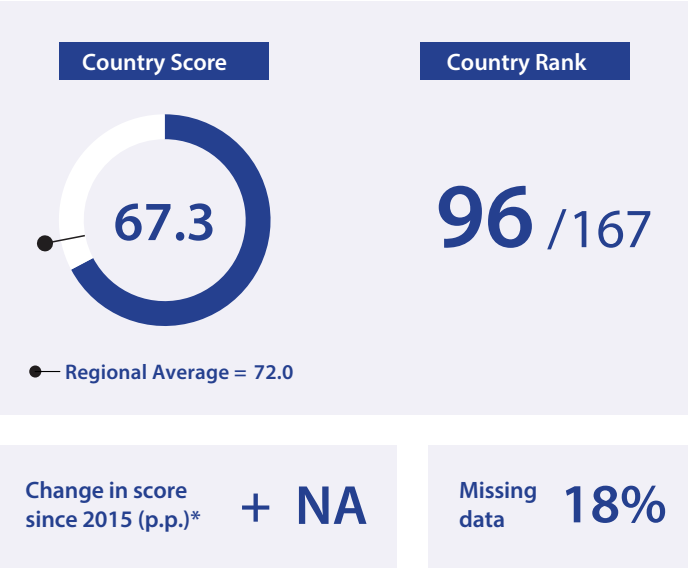 Country Score
Country Rank
67.3
96 /167
Regional Average = 72.0
Change in score
since 2015 (p.p.)*
+ NA
Missing
data
18%